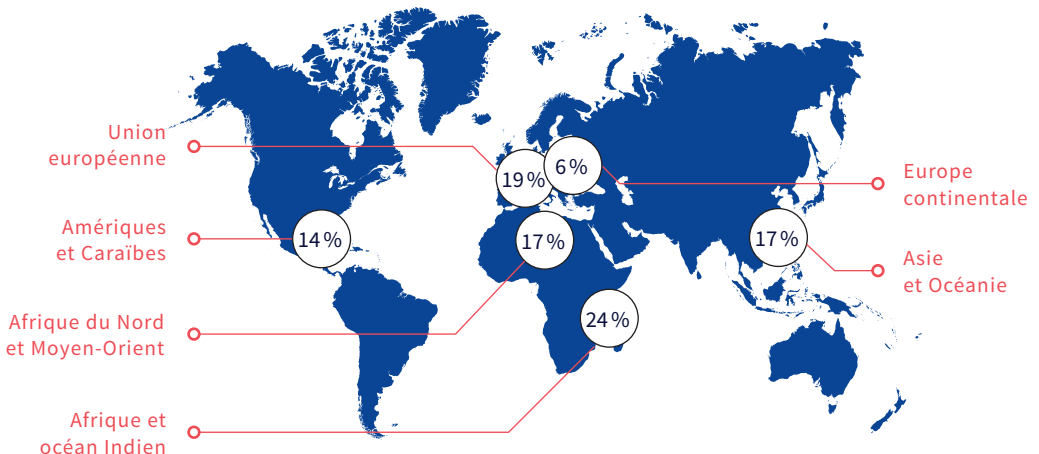 Union
européenne
19 %
6 %
Europe
continentale
Amériques
et Caraïbes
14 %
17 %
17 %
Asie
et Océanie
Afrique du Nord
et Moyen-Orient
24 %
Afrique et
océan Indien